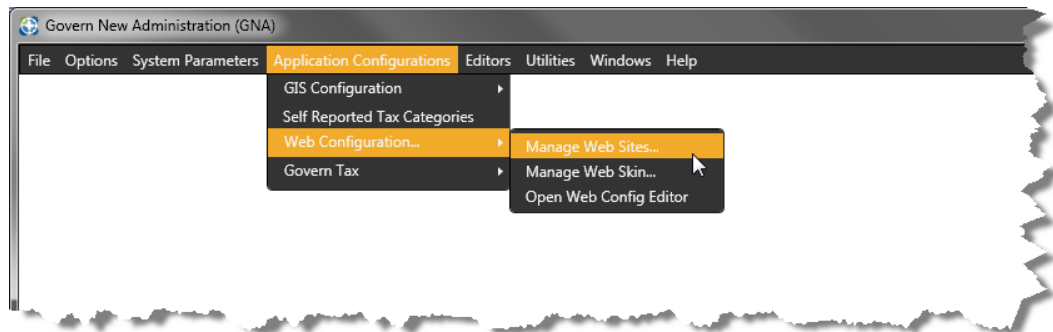 Govern New Administration (GNA)
File Options System Parameters Application Configurations Editors Utilities Windows Help
GIS Configuration
Self Reported Tax Categories
Web Configuration...
Govern Tax
Manage Web Sites...
Manage Web Skin...
Open Web Config Editor